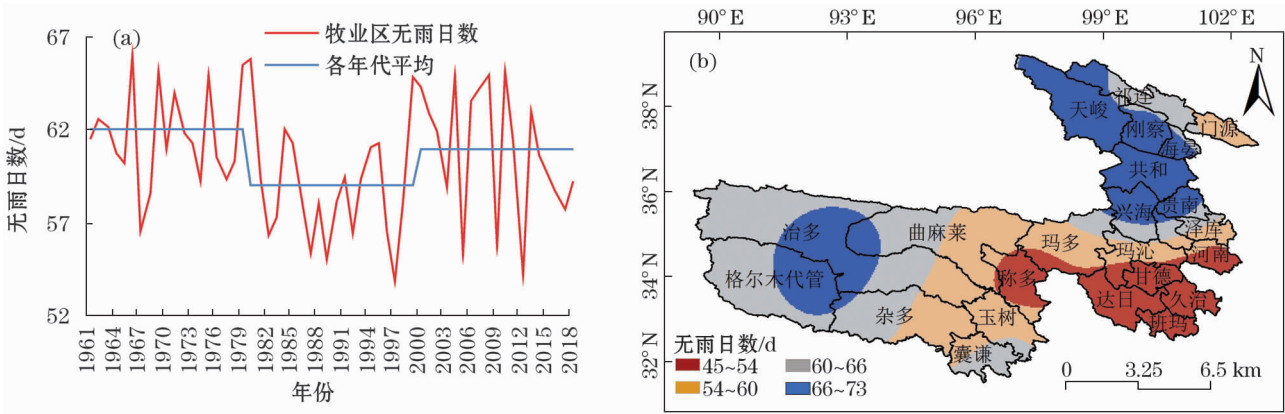 (a)
牧业区无雨日数
各年代平均
无雨日数/d
67
62
57
52
1961
1964
1967
1970
1973
1976
1979
1982
1985
1988
1991
1994
1997
2000
2003
2006
2009
2012
2015
2018
年份
90°E
93°E
96°E
99°E
102°E
(b)
N
38°N
36°N
34°N
32°N
祁连
天峻
门源
刚察
海晏
共和
兴海
贵南
泽库
治多
曲麻莱
玛多
玛沁
河南
格尔木代管
称多
甘德
达日
久治
杂多
玉树
班玛
囊谦
无雨日数/d
45~54
60~66
54~60
66~73
0
3.25
6.5 km